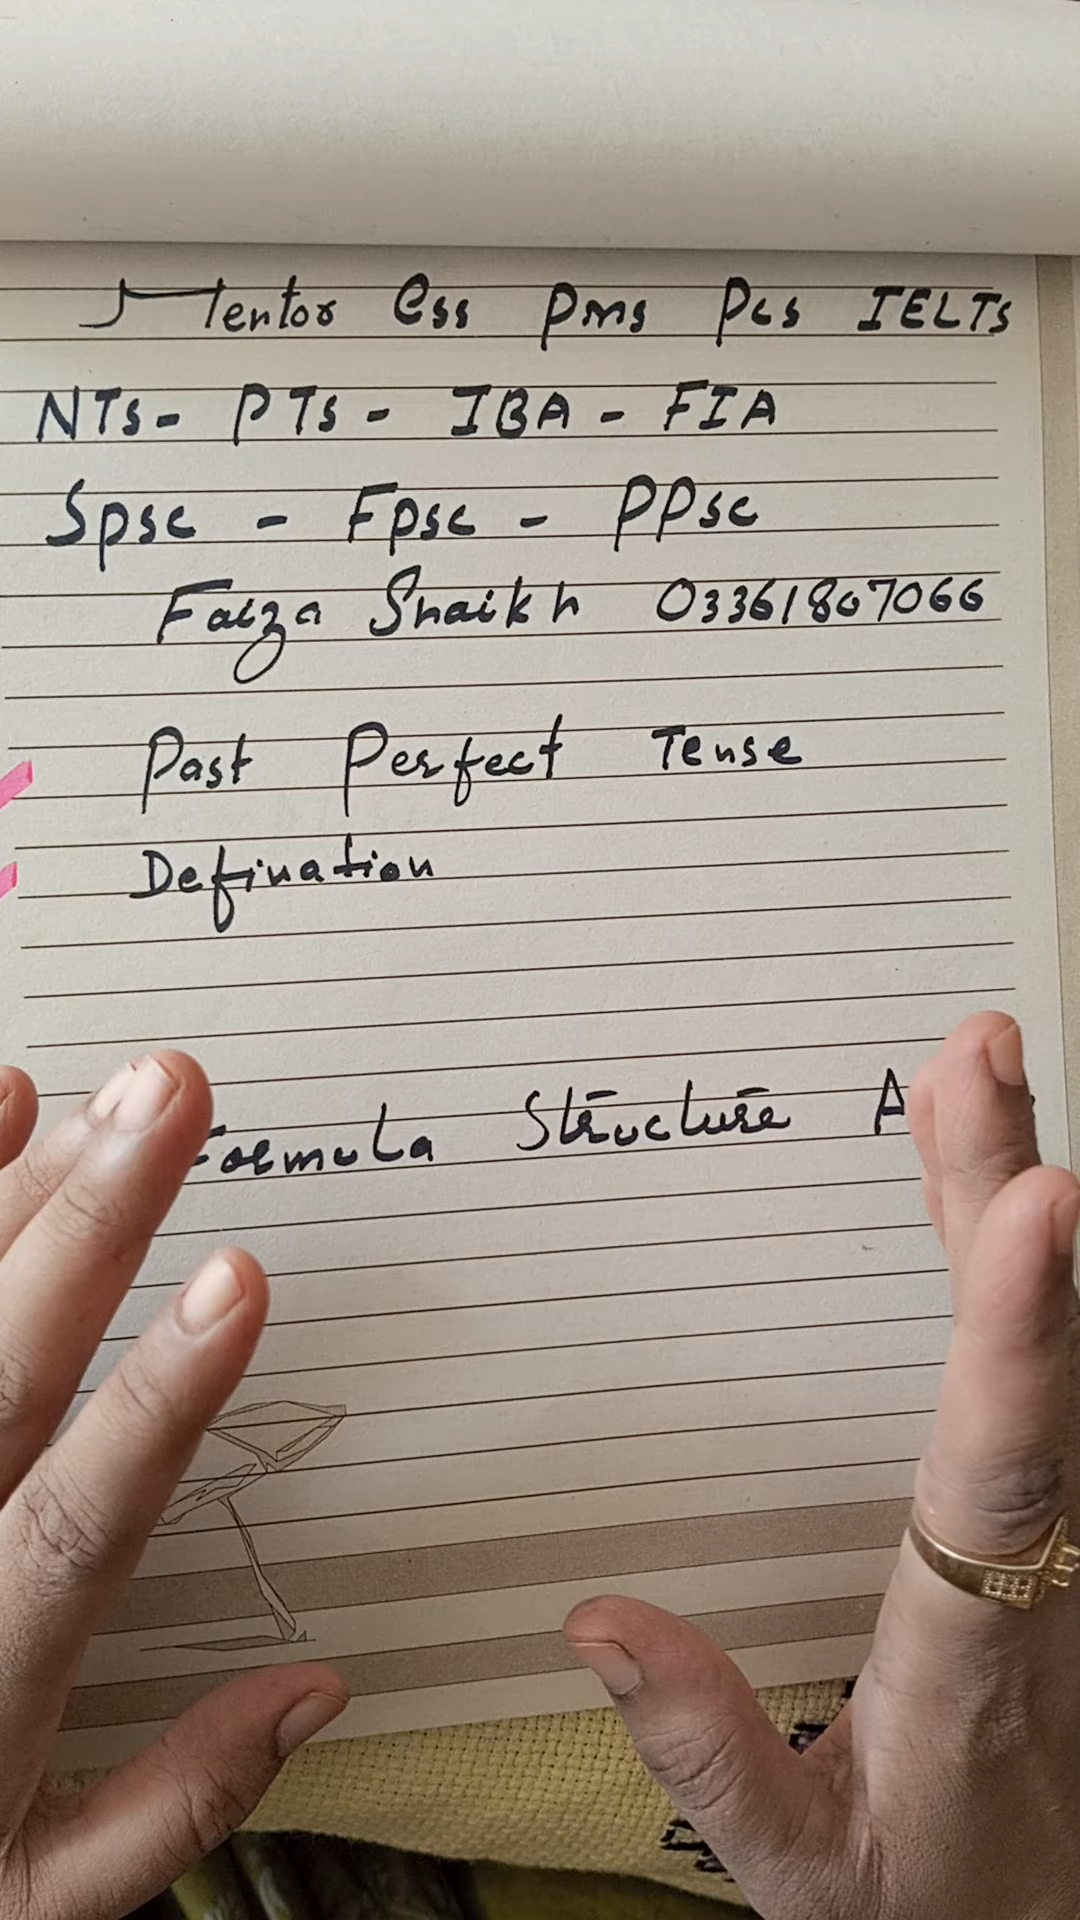 Mentor Css Pms Pcs IELTS
NTS - PTS - IBA - FIA
Spsc - Fpsc - PPsc
Faiza Shaikh 03361807066
Past Perfect Tense
Defination
Formula Structure